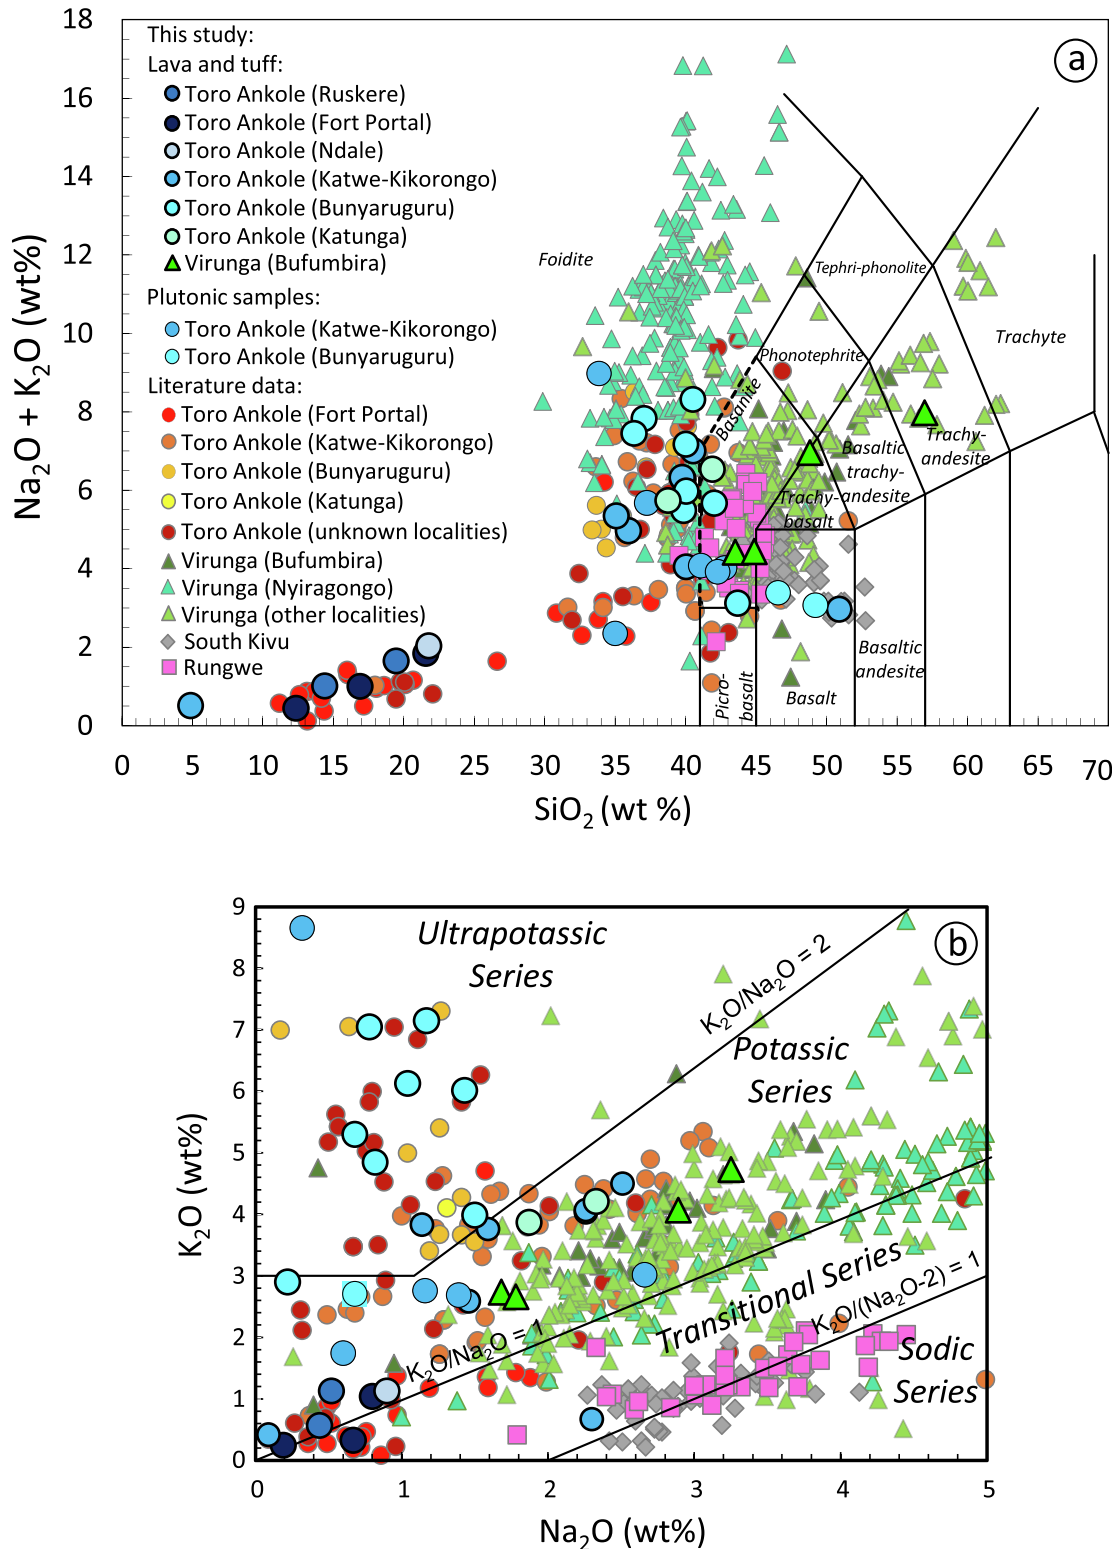 18
16
14
12
10
8
6
4
2
0
Na2O + K2O (wt%)
a
This study:
Lava and tuff:
Toro Ankole (Ruskere)
Toro Ankole (Fort Portal)
Toro Ankole (Ndale)
Toro Ankole (Katwe-Kikorongo)
Toro Ankole (Bunyaruguru)
Toro Ankole (Katunga)
Virunga (Bufumbira)
Plutonic samples:
Toro Ankole (Katwe-Kikorongo)
Toro Ankole (Bunyaruguru)
Literature data:
Toro Ankole (Fort Portal)
Toro Ankole (Katwe-Kikorongo)
Toro Ankole (Bunyaruguru)
Toro Ankole (Katunga)
Toro Ankole (unknown localities)
Virunga (Bufumbira)
Virunga (Nyiragongo)
Virunga (other localities)
South Kivu
Rungwe
Foidite
Tephri-phonolite
Phonotephrite
Trachyte
Basanite
Trachy-
andesite
Basaltic
trachy-
andesite
Trachy-
basalt
Picro-
basalt
Basalt
Basaltic
andesite
0 5 10 15 20 25 30 35 40 45 50 55 60 65 70
SiO2 (wt %)
9
8
7
6
5
4
3
2
1
0
K2O (wt%)
b
Ultrapotassic
Series
K2O/Na2O = 2
Potassic
Series
Transitional Series
K2O/Na2O = 1
K2O/(Na2O-2) = 1
Sodic
Series
0 1 2 3 4 5
Na2O (wt%)